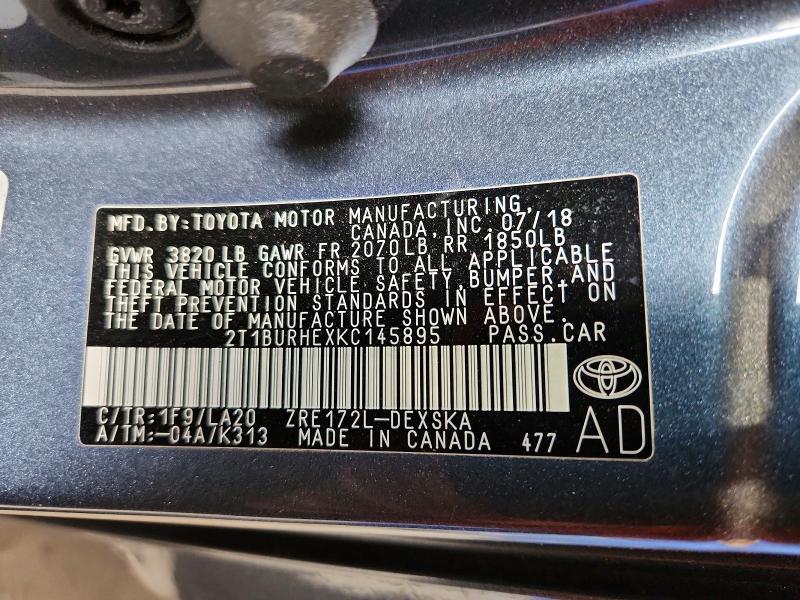 MFD.BY:TOYOTA MOTOR MANUFACTURING,
CANADA, INC. 07/18
GVWR 3820LB GAWR FR 2070LB, RR 1850LB
THIS VEHICLE CONFORMS TO ALL APPLICABLE
FEDERAL MOTOR VEHICLE SAFETY, BUMPER, AND
THEFT PREVENTION STANDARDS IN EFFECT ON
THE DATE OF MANUFACTURE SHOWN ABOVE.
2T1BURHEXKC145895 PASS.CAR
C/TR:1F9/LA20 ZRE172L-DEXSKA
A/TM:-04A/K313 MADE IN CANADA 477 AD